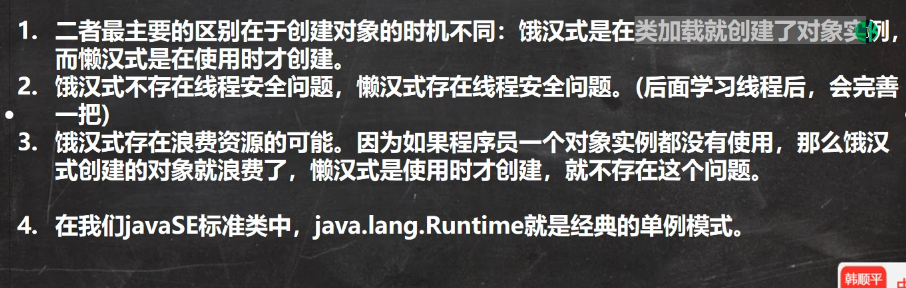 1. 二者最主要的区别在于创建对象的时机不同：饿汉式是在类加载就创建了对象实例，
而懒汉式是在使用时才创建。
2. 饿汉式不存在线程安全问题，懒汉式存在线程安全问题。(后面学习线程后，会完善
一把)
3. 饿汉式存在浪费资源的可能。因为如果程序员一个对象实例都没有使用，那么饿汉
式创建的对象就浪费了，懒汉式是使用时才创建，就不存在这个问题。
4. 在我们javaSE标准类中，java.lang.Runtime就是经典的单例模式。
韩顺平